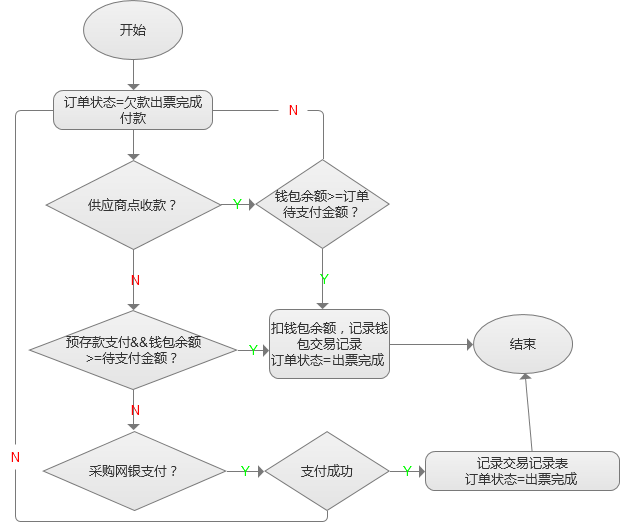 开始
订单状态=欠款出票完成
付款
N
供应商点收款？
Y
钱包余额>=订单
待支付金额？
N
Y
预存款支付&&钱包余额
>=待支付金额？
Y
扣钱包余额，记录钱
包交易记录
订单状态=出票完成
结束
N
N
采购网银支付？
Y
支付成功
Y
记录交易记录表
订单状态=出票完成